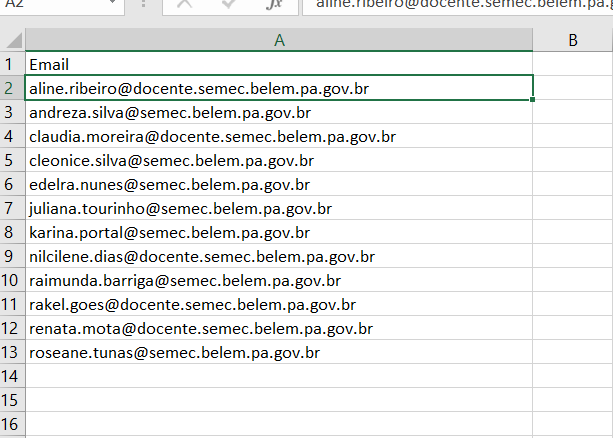 A2
fx
aline.ribeiro@docente.semec.belem.pa.g
A B
1 Email
2 aline.ribeiro@docente.semec.belem.pa.gov.br
3 andreza.silva@semec.belem.pa.gov.br
4 claudia.moreira@docente.semec.belem.pa.gov.br
5 cleonice.silva@semec.belem.pa.gov.br
6 edelra.nunes@semec.belem.pa.gov.br
7 juliana.tourinho@semec.belem.pa.gov.br
8 karina.portal@semec.belem.pa.gov.br
9 nilcilene.dias@docente.semec.belem.pa.gov.br
10 raimunda.barriga@semec.belem.pa.gov.br
11 rakel.goes@docente.semec.belem.pa.gov.br
12 renata.mota@docente.semec.belem.pa.gov.br
13 roseane.tunas@semec.belem.pa.gov.br
14
15
16